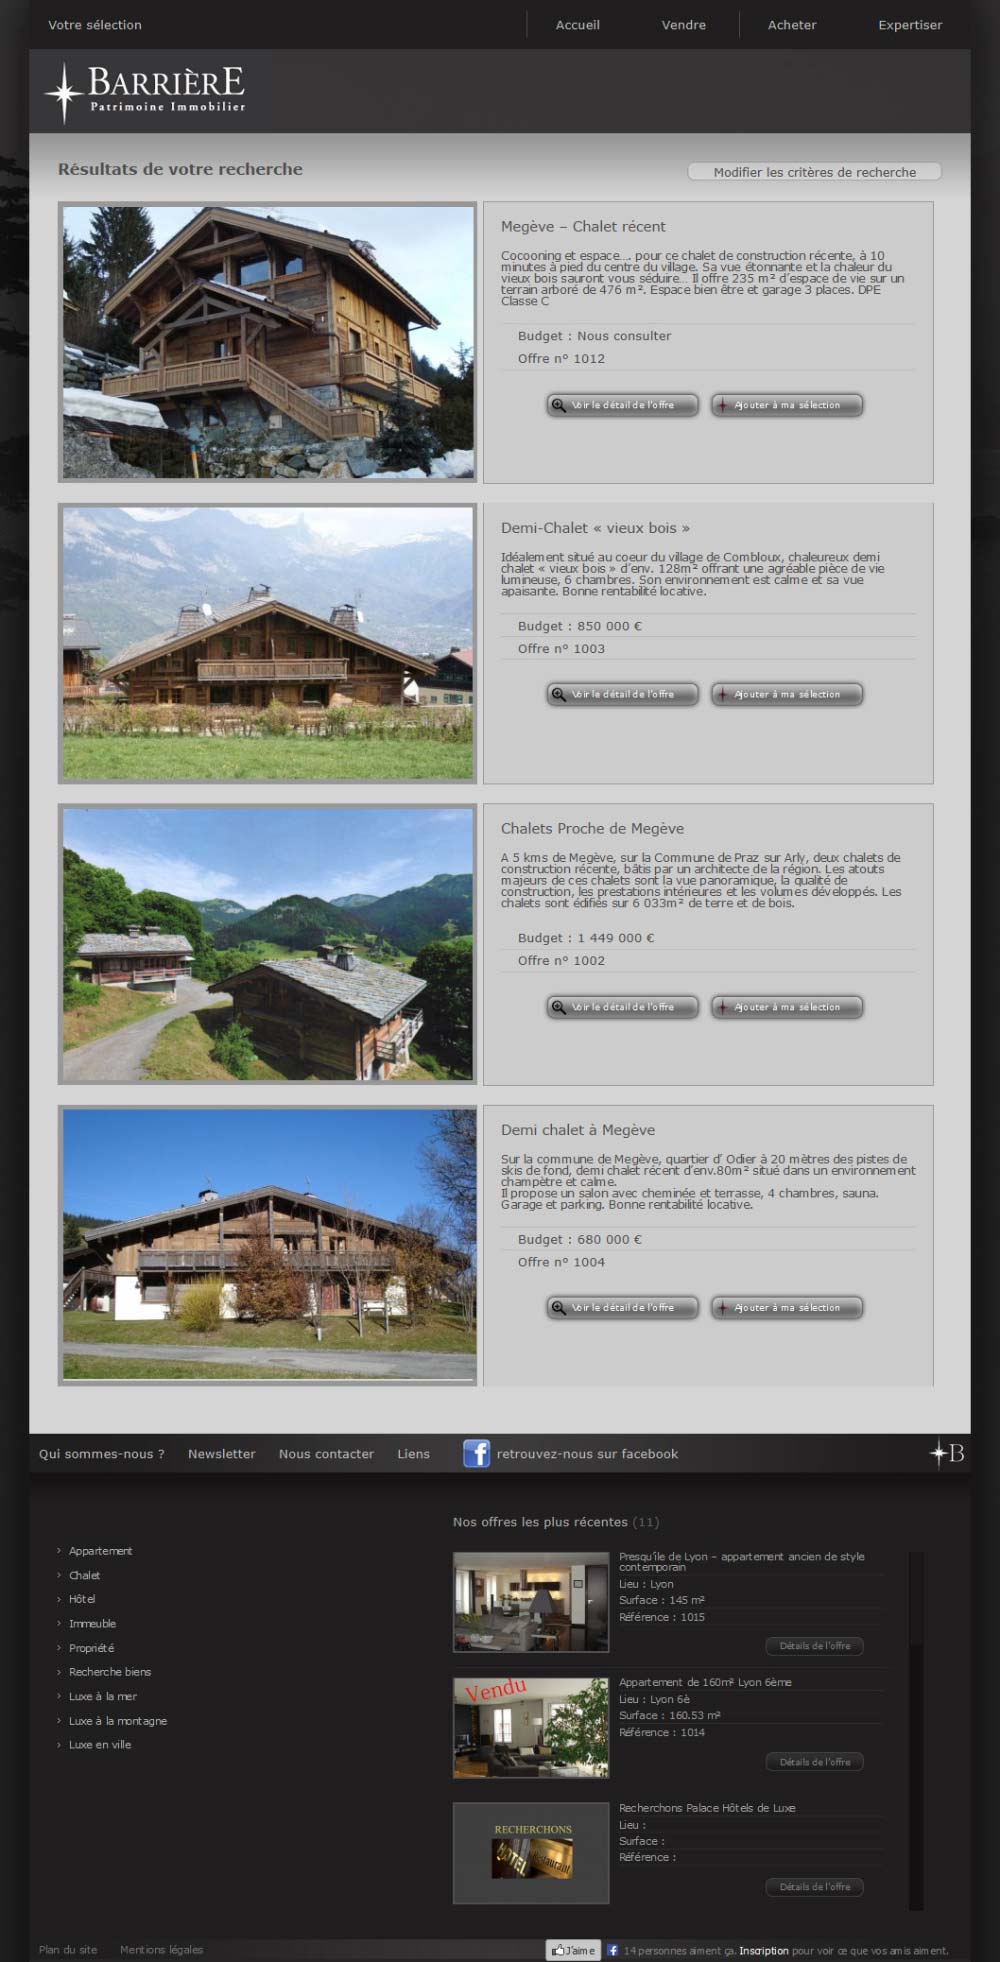 Votre sélection
Accueil
Vendre
Acheter
Expertiser
BARRIÈRE
Patrimoine Immobilier
Résultats de votre recherche
Modifier les critères de recherche
Megève – Chalet récent
Cocooning et espace…. pour ce chalet de construction récente, à 10
minutes à pied du centre du village. Sa vue étonnante et la chaleur du
vieux bois sauront vous séduire… Il offre 235 m² d'espace de vie sur un
terrain arboré de 476 m². Espace bien être et garage 3 places. DPE
Classe C
Budget : Nous consulter
Offre n° 1012
Voir le détail de l'offre
Ajouter à ma sélection
Demi-Chalet « vieux bois »
Idéalement situé au coeur du village de Combloux, chaleureux demi
chalet « vieux bois » d'env. 128m² offrant une agréable pièce de vie
lumineuse, 6 chambres. Son environnement est calme et sa vue
apaisante. Bonne rentabilité locative.
Budget : 850 000 €
Offre n° 1003
Voir le détail de l'offre
Ajouter à ma sélection
Chalets Proche de Megève
A 5 kms de Megève, sur la Commune de Praz sur Arly, deux chalets de
construction récente, bâtis par un architecte de la région. Les atouts
majeurs de ces chalets sont la vue panoramique, la qualité de
construction, les prestations intérieures et les volumes développés. Les
chalets sont édifiés sur 6 033m² de terre et de bois.
Budget : 1 449 000 €
Offre n° 1002
Voir le détail de l'offre
Ajouter à ma sélection
Demi chalet à Megève
Sur la commune de Megève, quartier d' Odier à 20 mètres des pistes de
skis de fond, demi chalet récent d'env.80m² situé dans un environnement
champètre et calme.
Il propose un salon avec cheminée et terrasse, 4 chambres, sauna.
Garage et parking. Bonne rentabilité locative.
Budget : 680 000 €
Offre n° 1004
Voir le détail de l'offre
Ajouter à ma sélection
Qui sommes-nous ?
Newsletter
Nous contacter
Liens
f retrouvez-nous sur facebook
B
› Appartement
› Chalet
› Hôtel
› Immeuble
› Propriété
› Recherche biens
› Luxe à la mer
› Luxe à la montagne
› Luxe en ville
Nos offres les plus récentes (11)
Presqu'île de Lyon – appartement ancien de style
contemporain
Lieu : Lyon
Surface : 145 m²
Référence : 1015
Détails de l'offre
Vendu
Appartement de 160m² Lyon 6ème
Lieu : Lyon 6è
Surface : 160.53 m²
Référence : 1014
Détails de l'offre
RECHERCHONS
HOTEL
Restaurant
Recherchons Palace Hôtels de Luxe
Lieu :
Surface :
Référence :
Détails de l'offre
Plan du site
Mentions légales
J'aime
f 14 personnes aiment ça. Inscription pour voir ce que vos amis aiment.